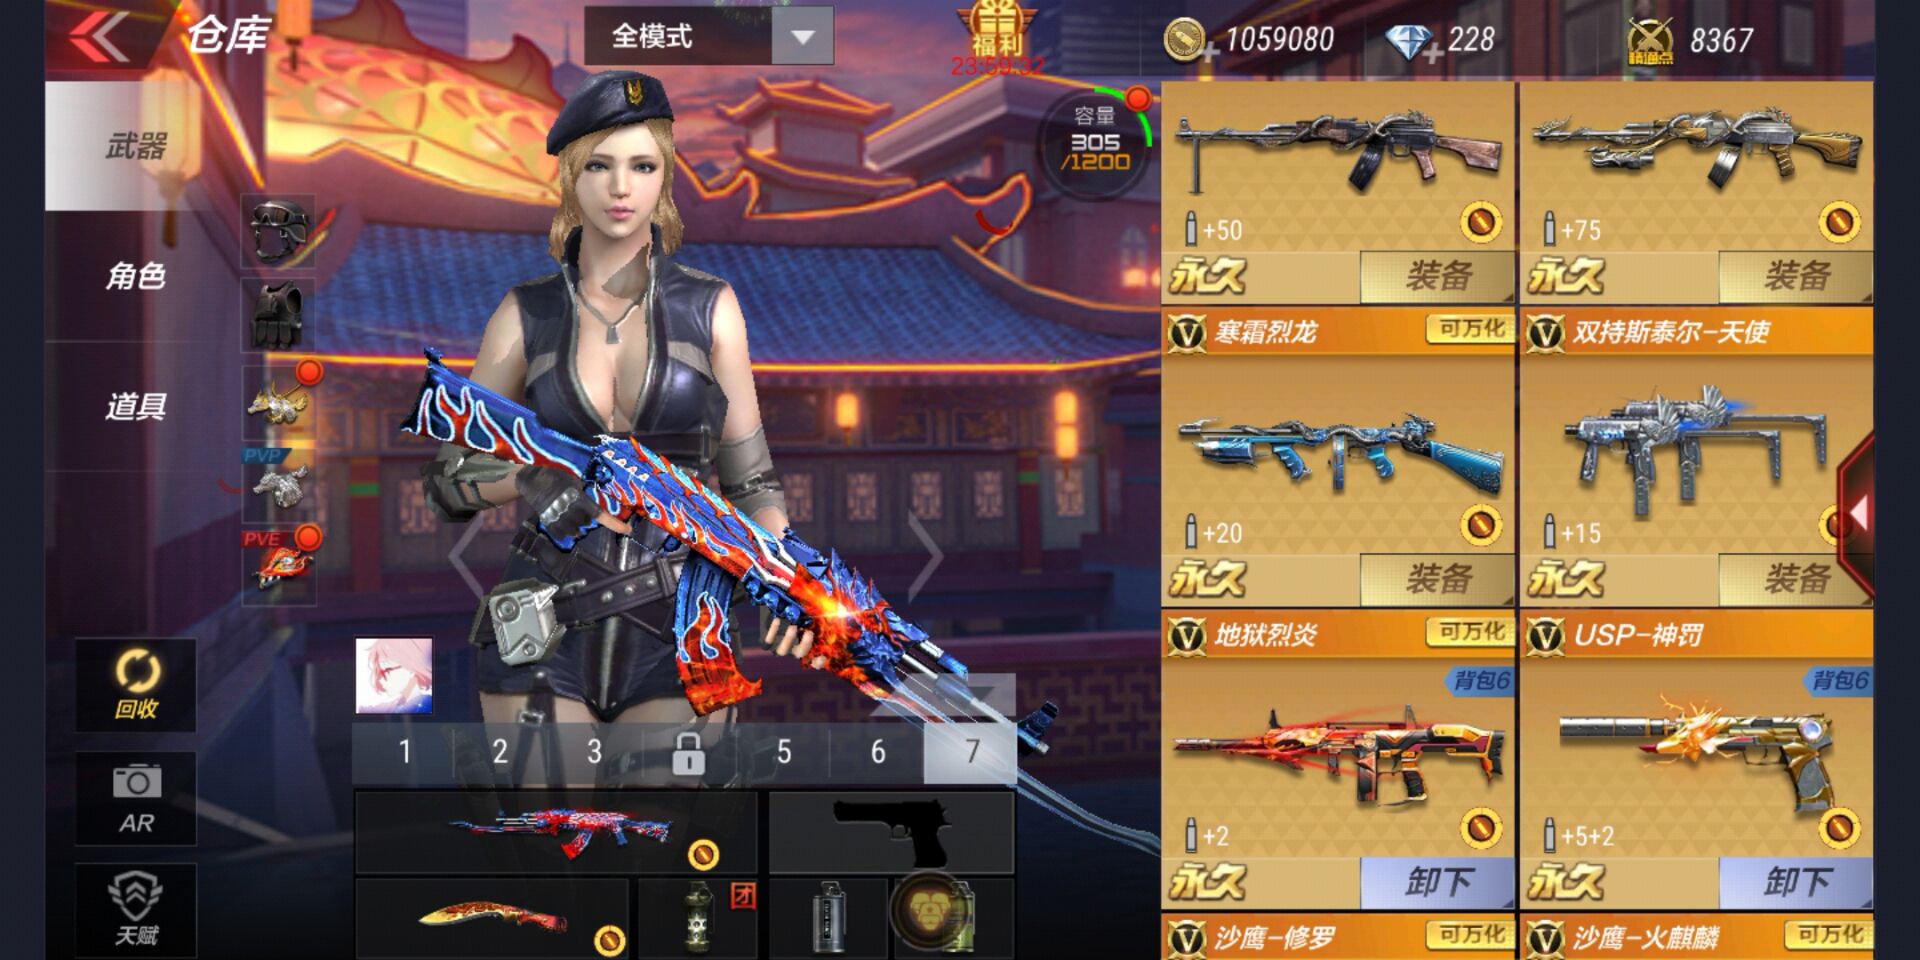 仓库
全模式
福利
23:59:32
1059080
228
精通点
8367
武器
角色
道具
PVP
PVE
回收
AR
天赋
容量
305
/1200
1
2
3
5
6
7
团
+50
永久
装备
+75
永久
装备
V
寒霜烈龙
可万化
+20
永久
装备
V
双持斯泰尔-天使
+15
永久
装备
V
地狱烈炎
可万化
背包6
+2
永久
卸下
V
USP-神罚
背包6
+5+2
永久
卸下
V
沙鹰-修罗
可万化
V
沙鹰-火麒麟
可万化